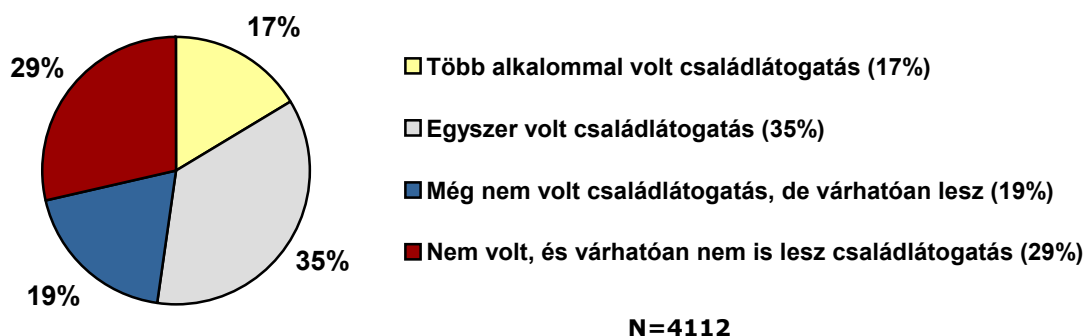 17%
29%
35%
19%
Több alkalommal volt családlátogatás (17%)
Egyszer volt családlátogatás (35%)
Még nem volt családlátogatás, de várhatóan lesz (19%)
Nem volt, és várhatóan nem is lesz családlátogatás (29%)
N=4112